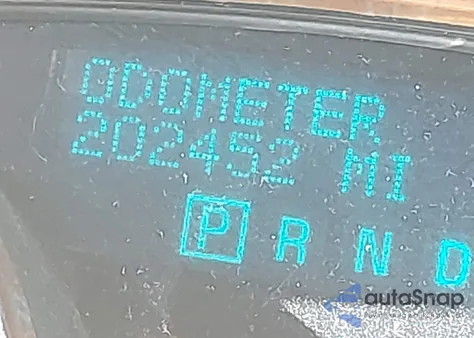 ODOMETER
202452 MI
P R N D
autoSnap